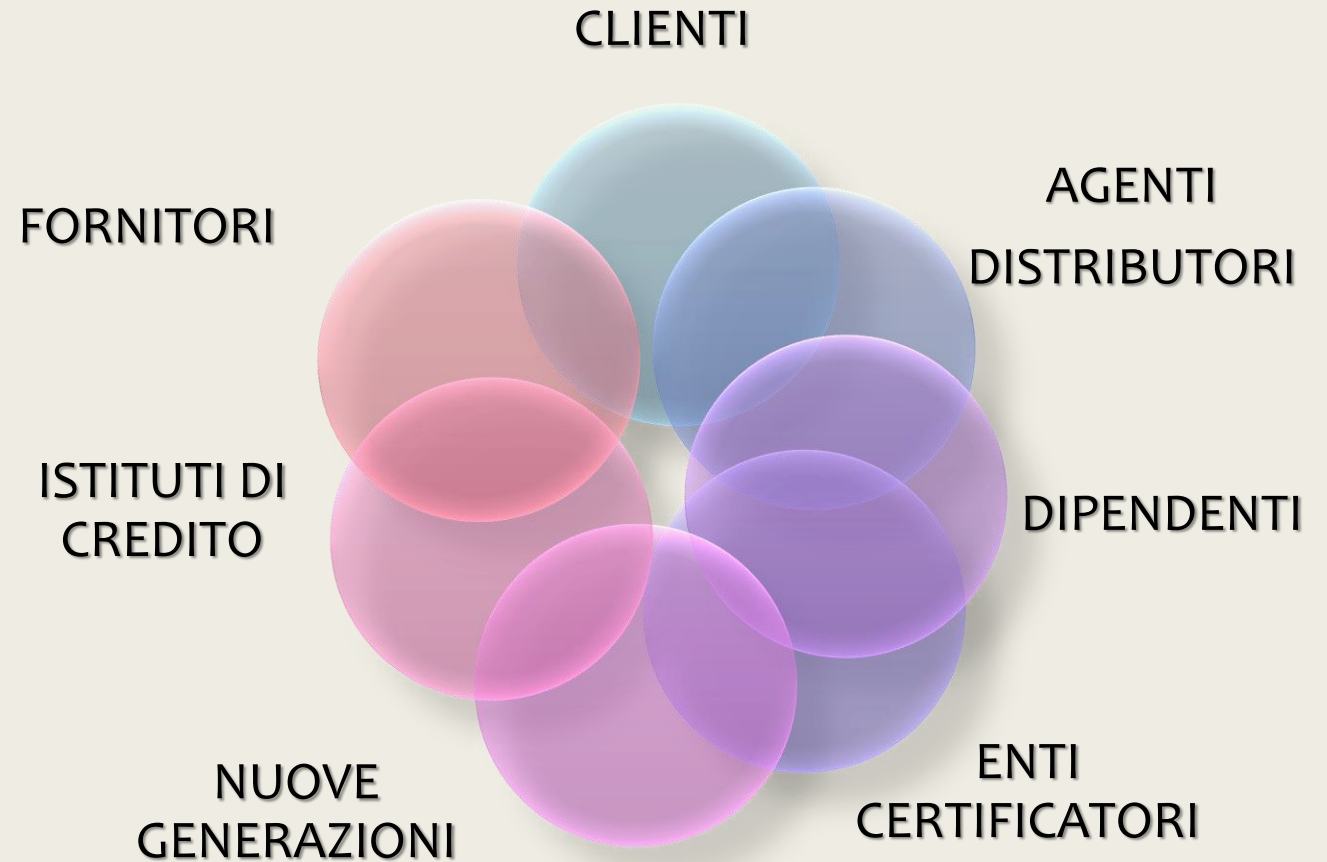 CLIENTI
AGENTI
DISTRIBUTORI
FORNITORI
ISTITUTI DI
CREDITO
DIPENDENTI
ENTI
CERTIFICATORI
NUOVE
GENERAZIONI